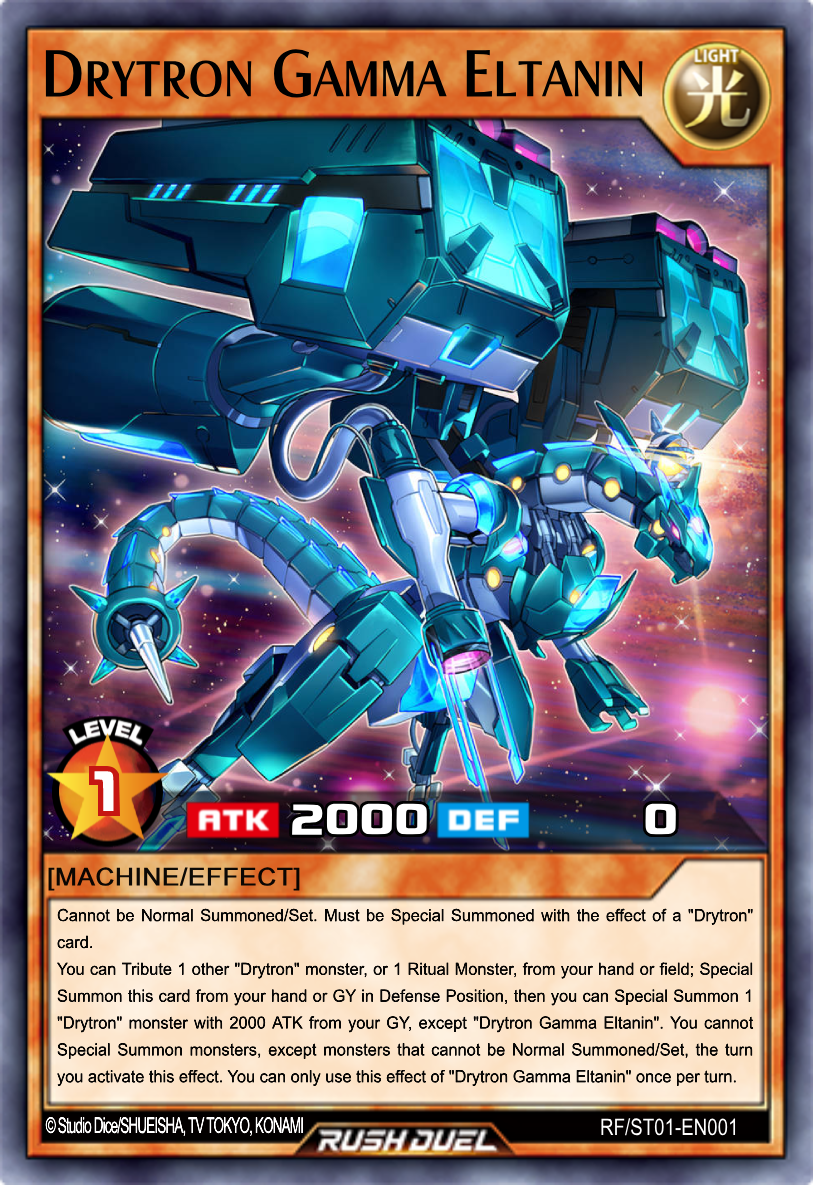 Drytron Gamma Eltanin
LIGHT
光
LEVEL
1
ATK 2000 DEF 0
[MACHINE/EFFECT]
Cannot be Normal Summoned/Set. Must be Special Summoned with the effect of a "Drytron"
card.
You can Tribute 1 other "Drytron" monster, or 1 Ritual Monster, from your hand or field; Special
Summon this card from your hand or GY in Defense Position, then you can Special Summon 1
"Drytron" monster with 2000 ATK from your GY, except "Drytron Gamma Eltanin". You cannot
Special Summon monsters, except monsters that cannot be Normal Summoned/Set, the turn
you activate this effect. You can only use this effect of "Drytron Gamma Eltanin" once per turn.
© Studio Dice/SHUEISHA, TV TOKYO, KONAMI
RUSH DUEL
RF/ST01-EN001